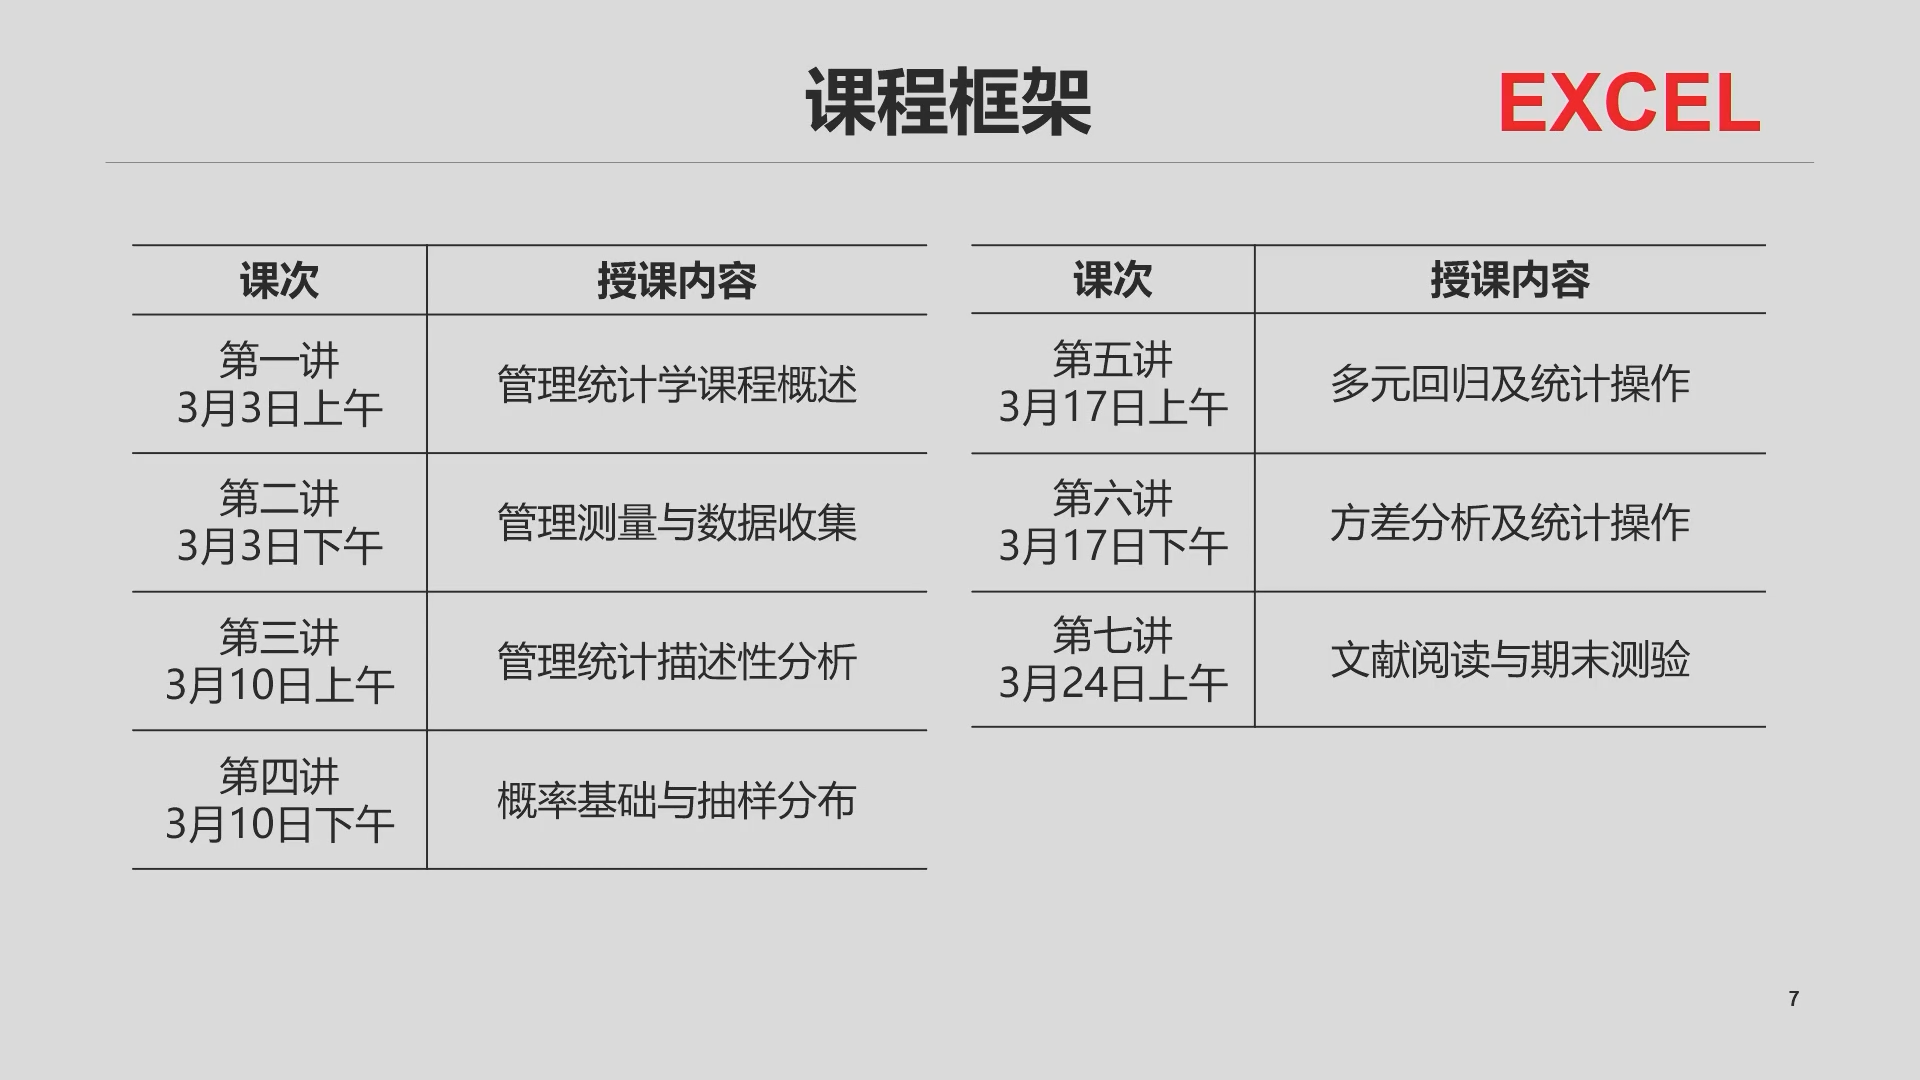 课程框架
EXCEL
课次
授课内容
第一讲
3月3日上午
管理统计学课程概述
第二讲
3月3日下午
管理测量与数据收集
第三讲
3月10日上午
管理统计描述性分析
第四讲
3月10日下午
概率基础与抽样分布
课次
授课内容
第五讲
3月17日上午
多元回归及统计操作
第六讲
3月17日下午
方差分析及统计操作
第七讲
3月24日上午
文献阅读与期末测验
7